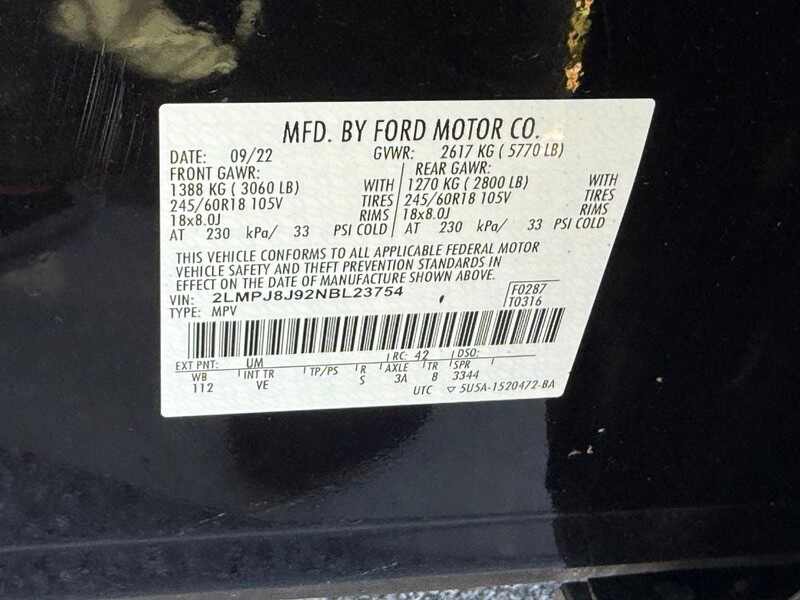 MFD. BY FORD MOTOR CO.
DATE: 09/22 GVWR: 2617 KG ( 5770 LB)
FRONT GAWR: REAR GAWR:
1388 KG ( 3060 LB) WITH 1270 KG ( 2800 LB) WITH
245/60R18 105V TIRES 245/60R18 105V TIRES
18x8.0J RIMS 18x8.0J RIMS
AT 230 kPa/ 33 PSI COLD AT 230 kPa/ 33 PSI COLD
THIS VEHICLE CONFORMS TO ALL APPLICABLE FEDERAL MOTOR
VEHICLE SAFETY AND THEFT PREVENTION STANDARDS IN
EFFECT ON THE DATE OF MANUFACTURE SHOWN ABOVE.
VIN: 2LMPJ8J92NBL23754 F0287
TYPE: MPV T0316
EXT PNT: UM RC: 42 DSO:
WB INT TR TP/PS R AXLE TR SPR
112 VE S 3A B 3344
UTC ▽ 5U5A-1520472-BA